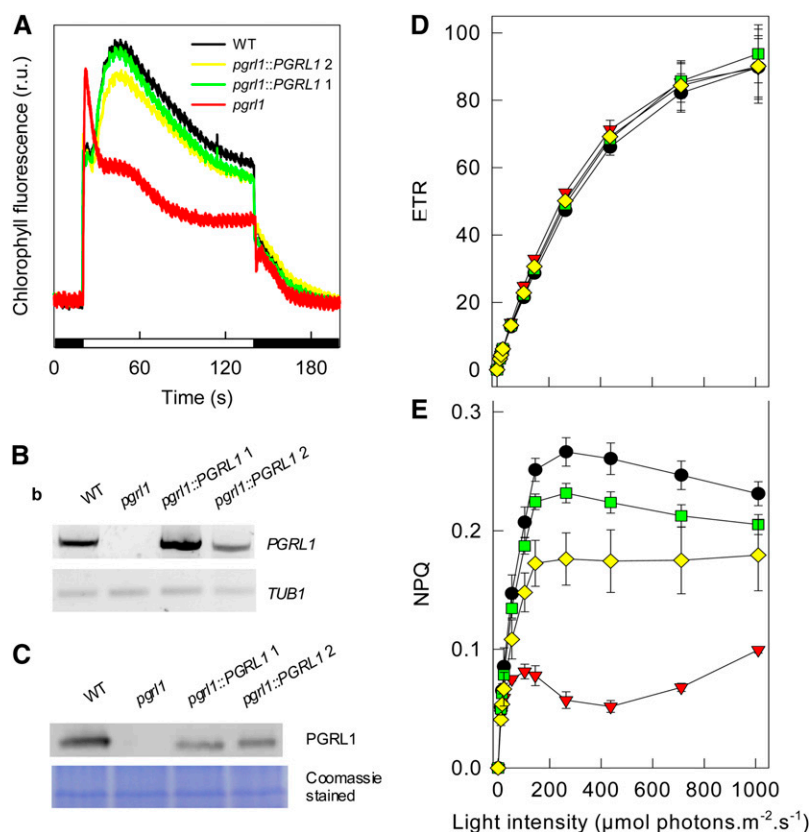 A
WT
pgrl1::PGRL1 2
pgrl1::PGRL1 1
pgrl1
Chlorophyll fluorescence (r.u.)
60
120
180
Time (s)
B
b
WT
pgrl1
pgrl1::PGRL1 1
pgrl1::PGRL1 2
PGRL1
TUB1
C
WT
pgrl1
pgrl1::PGRL1 1
pgrl1::PGRL1 2
PGRL1
Coomassie
stained
D
100
80
60
40
20
0
ETR
E
0.3
0.2
0.1
0.0
NPQ
0
200
400
600
800
1000
Light intensity (µmol photons.m⁻².s⁻¹)